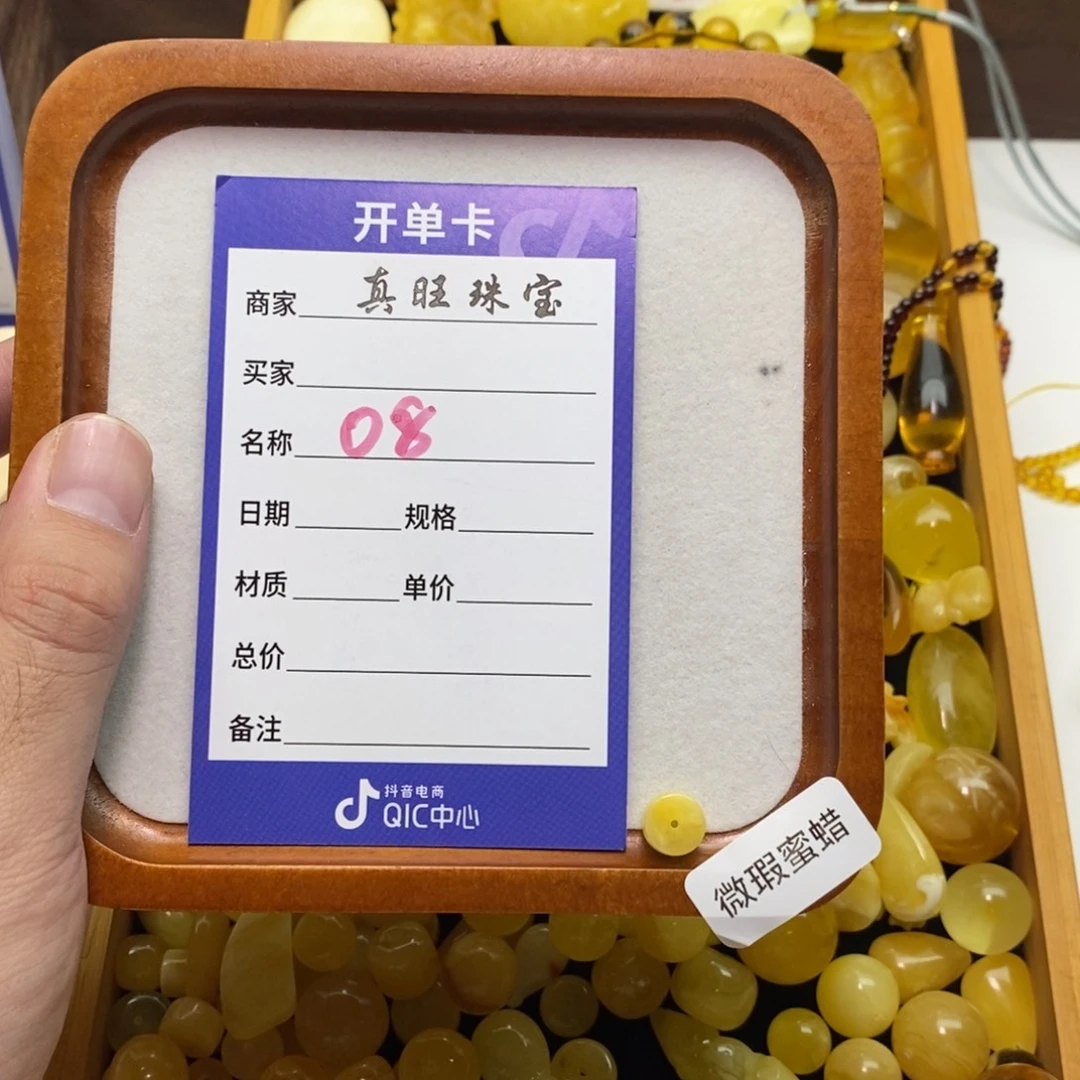 开单卡
商家 真旺珠宝
买家
名称 08
日期 规格
材质 单价
总价
备注
抖音电商
QIC中心
微瑕蜜蜡